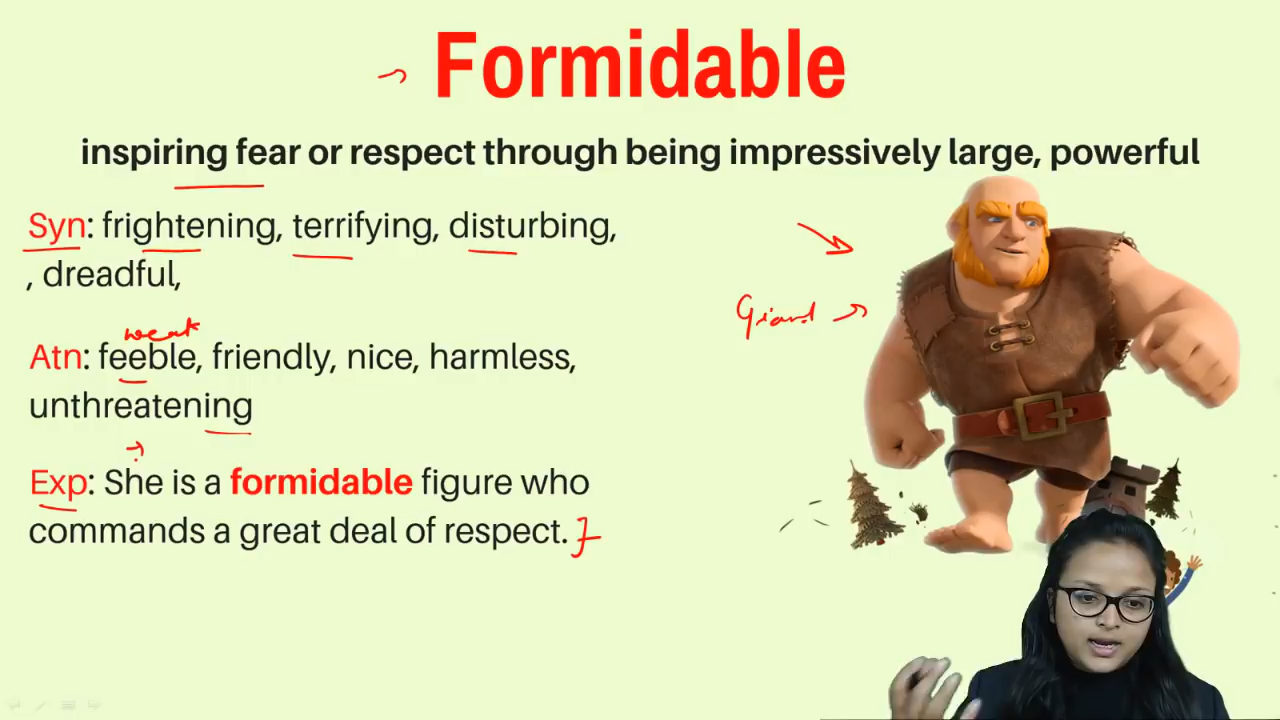 Formidable
inspiring fear or respect through being impressively large, powerful
Syn: frightening, terrifying, disturbing,
, dreadful,
weak
Atn: feeble, friendly, nice, harmless,
unthreatening
Exp: She is a formidable figure who
commands a great deal of respect.
Giant